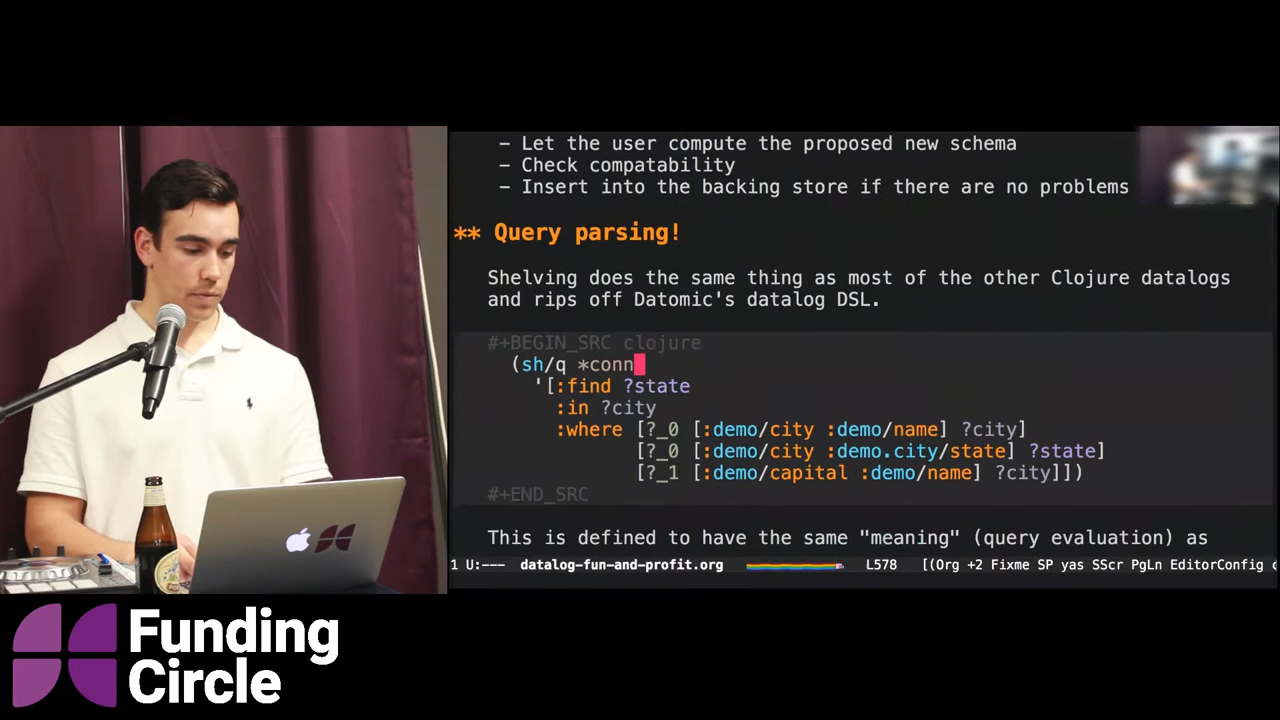 - Let the user compute the proposed new schema
- Check compatability
- Insert into the backing store if there are no problems
** Query parsing!
Shelving does the same thing as most of the other Clojure datalogs
and rips off Datomic's datalog DSL.
#+BEGIN_SRC clojure
(sh/q *conn
'[:find ?state
:in ?city
:where [?_0 [:demo/city :demo/name] ?city]
[?_0 [:demo/city :demo.city/state] ?state]
[?_1 [:demo/capital :demo/name] ?city]])
#+END_SRC
This is defined to have the same "meaning" (query evaluation) as
1 U:--- datalog-fun-and-profit.org L578 [(Org +2 Fixme SP yas SScr PgLn EditorConfig
Funding
Circle